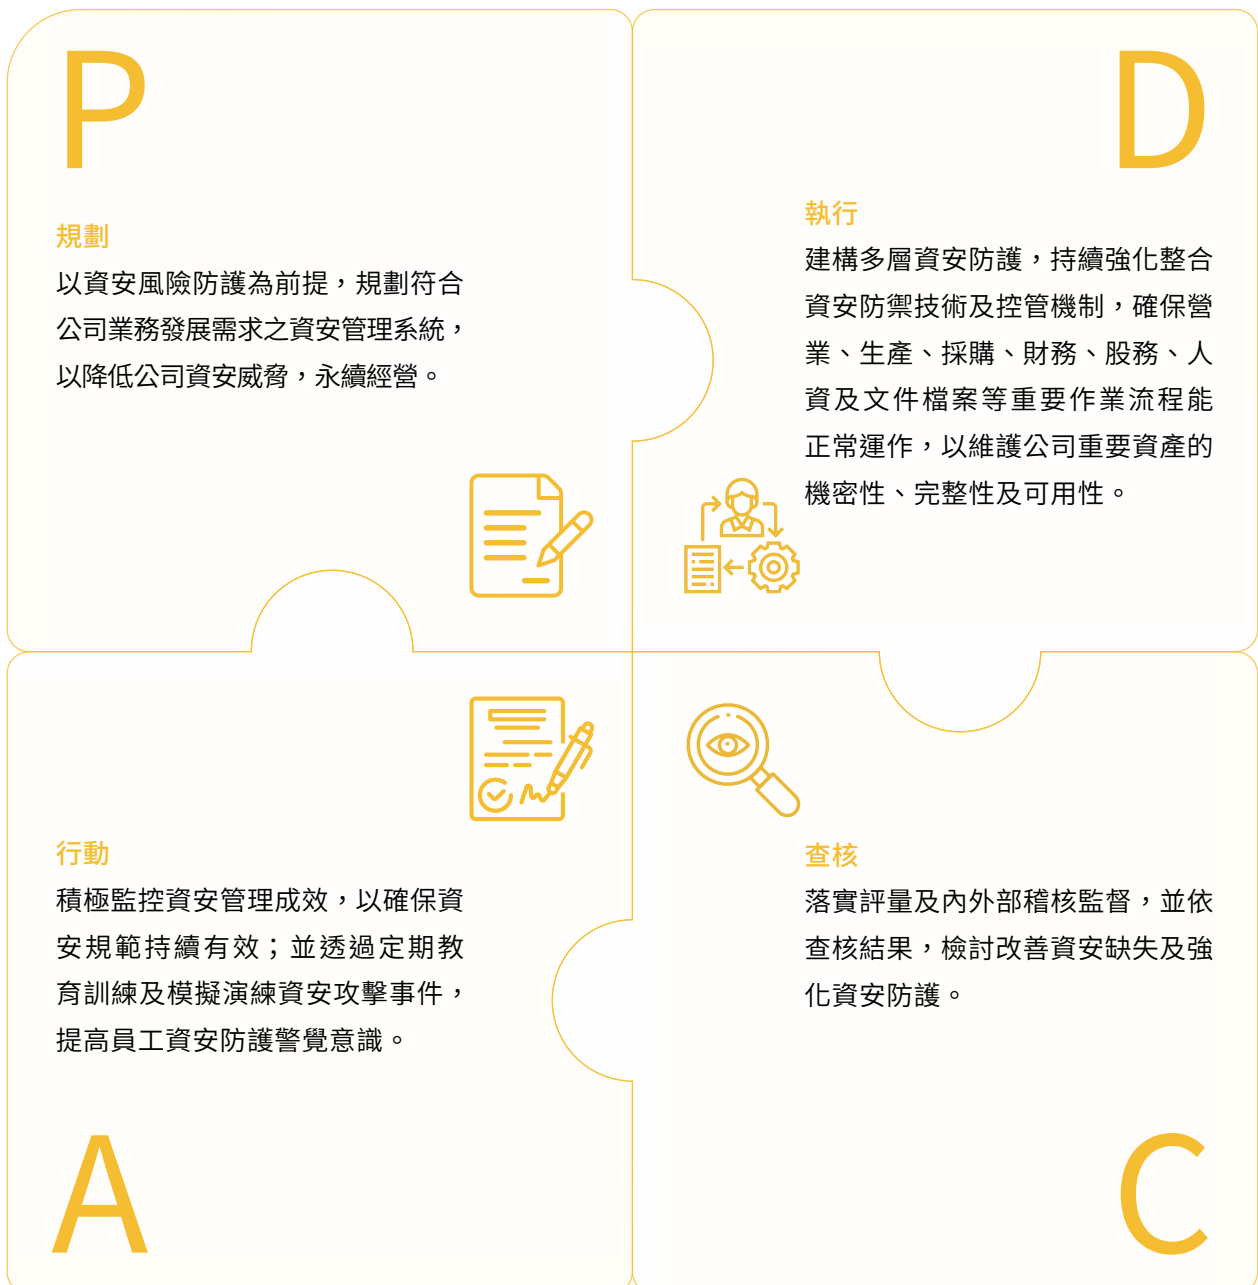 P
規劃
以資安風險防護為前提，規劃符合
公司業務發展需求之資安管理系統，
以降低公司資安威脅，永續經營。
D
執行
建構多層資安防護，持續強化整合
資安防禦技術及控管機制，確保營
業、生產、採購、財務、股務、人
資及文件檔案等重要作業流程能
正常運作，以維護公司重要資產的
機密性、完整性及可用性。
行動
積極監控資安管理成效，以確保資
安規範持續有效；並透過定期教
育訓練及模擬演練資安攻擊事件，
提高員工資安防護警覺意識。
A
查核
落實評量及內外部稽核監督，並依
查核結果，檢討改善資安缺失及強
化資安防護。
C